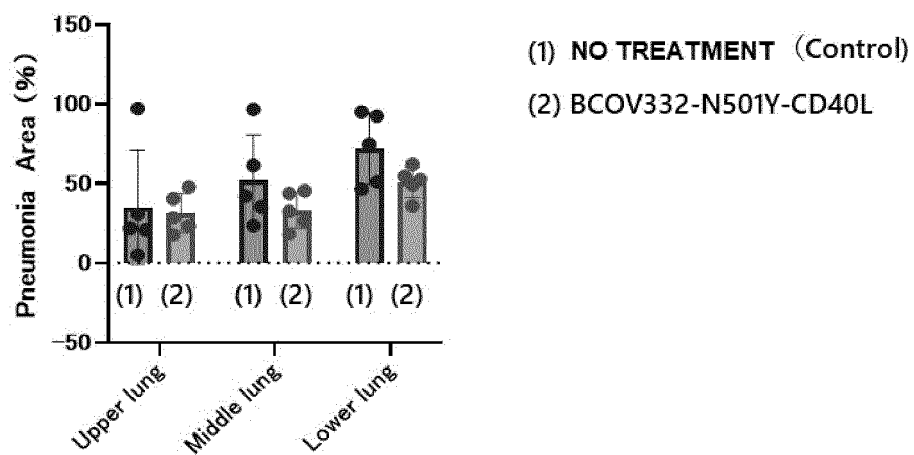 150
100
50
0
−50
Pneumonia Area (%)
(1) (2) (1) (2) (1) (2)
Upper lung
Middle lung
Lower lung
(1) NO TREATMENT (Control)
(2) BCOV332-N501Y-CD40L